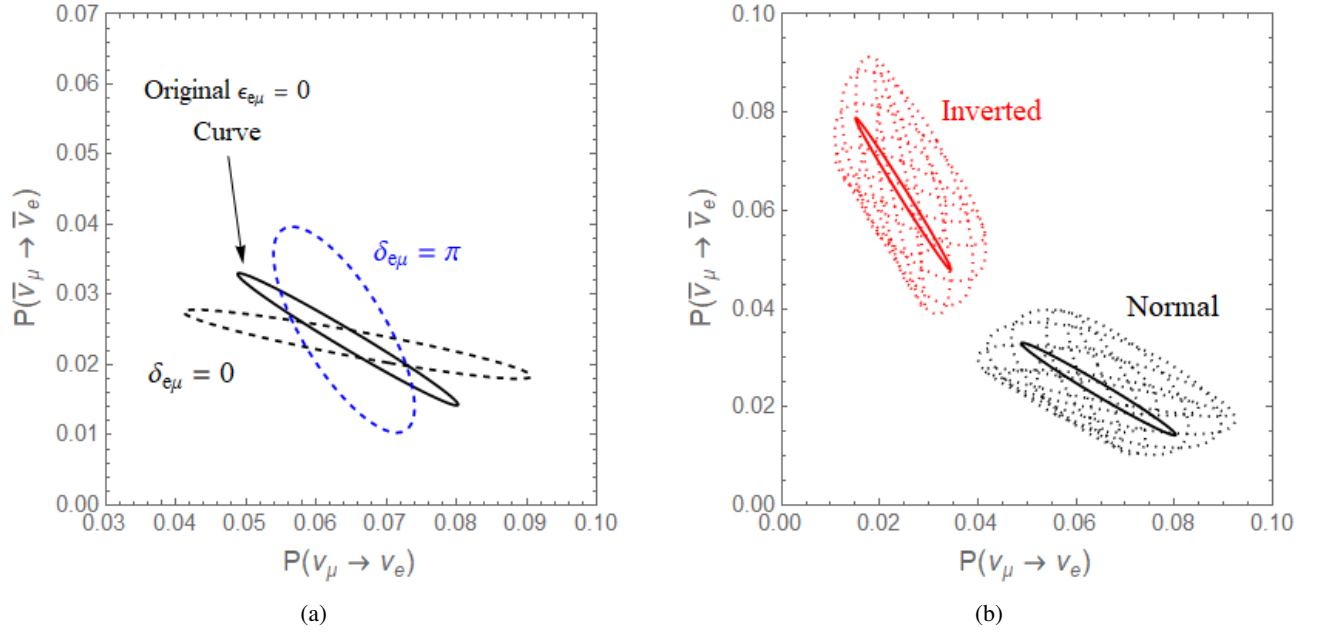 0.07
0.06
0.05
0.04
0.03
0.02
0.01
0.00
P(ν̄μ → ν̄e)
Original ϵeμ = 0
Curve
δeμ = π
δeμ = 0
0.03 0.04 0.05 0.06 0.07 0.08 0.09 0.10
P(νμ → νe)
(a)
0.10
0.08
0.06
0.04
0.02
0.00
P(ν̄μ → ν̄e)
Inverted
Normal
0.00 0.02 0.04 0.06 0.08 0.10
P(νμ → νe)
(b)